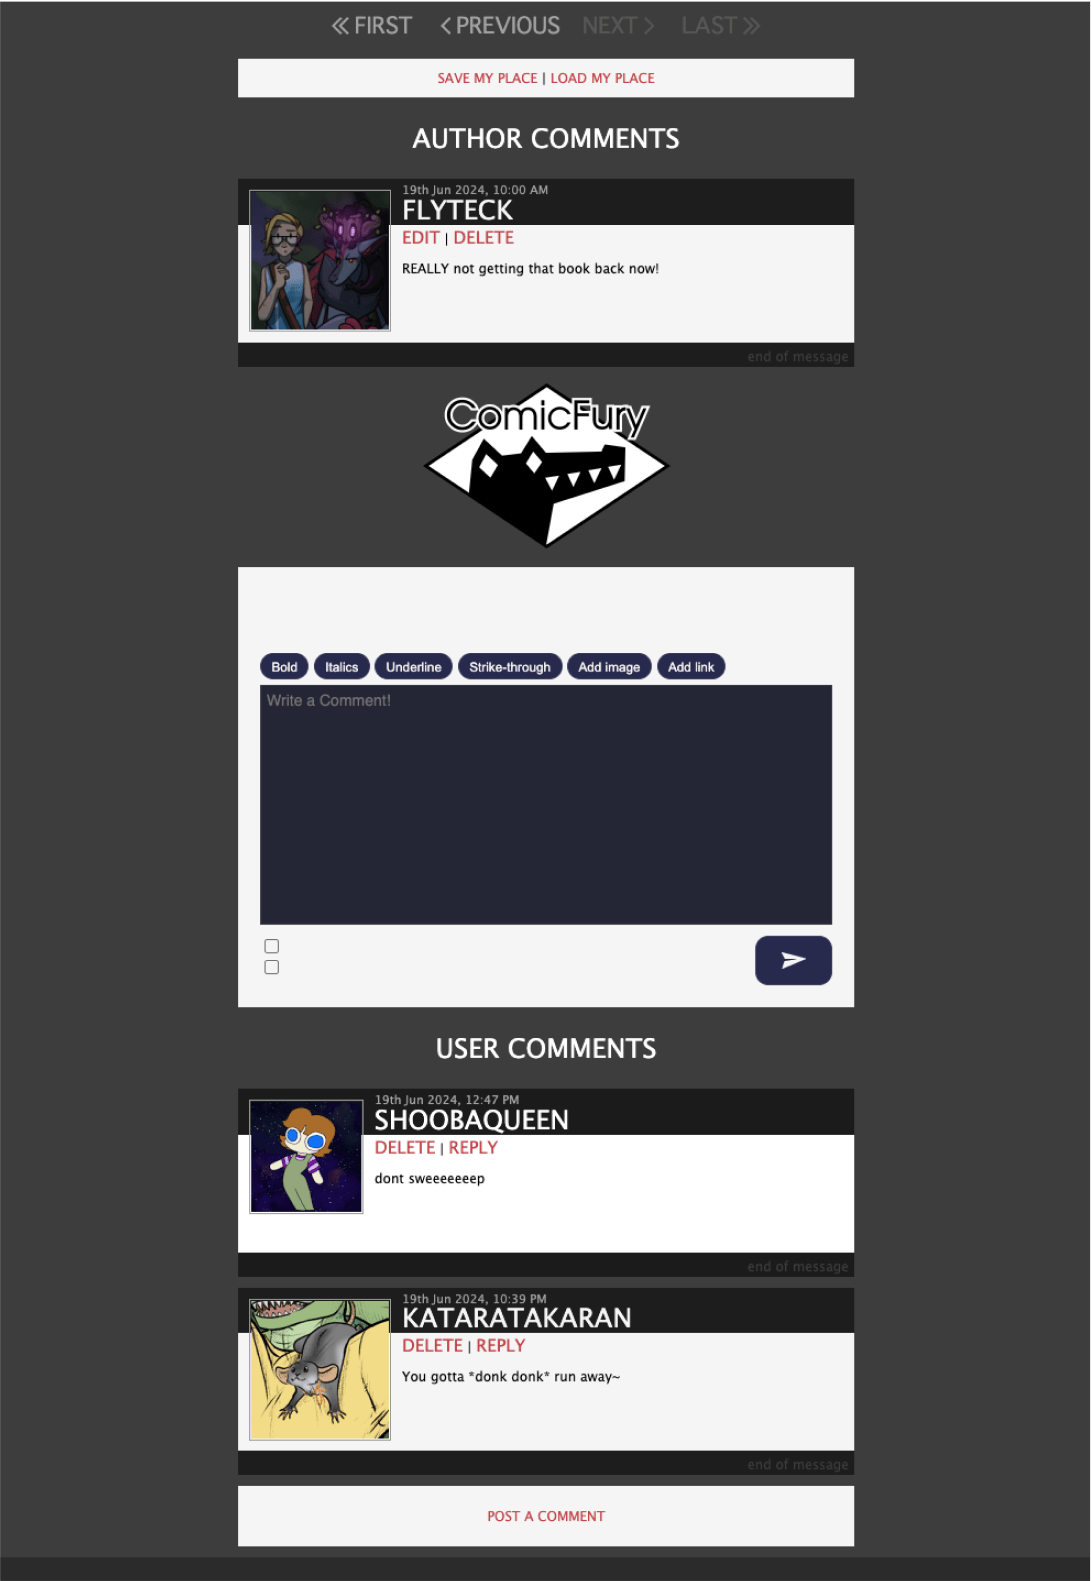 FIRST PREVIOUS NEXT LAST
SAVE MY PLACE | LOAD MY PLACE
AUTHOR COMMENTS
19th Jun 2024, 10:00 AM
FLYTECK
EDIT | DELETE
REALLY not getting that book back now!
end of message
ComicFury
Bold Italics Underline Strike-through Add image Add link
Write a Comment!
USER COMMENTS
19th Jun 2024, 12:47 PM
SHOOBAQUEEN
DELETE | REPLY
dont sweeeeeeep
end of message
19th Jun 2024, 10:39 PM
KATARATAKARAN
DELETE | REPLY
You gotta *donk donk* run away~
end of message
POST A COMMENT